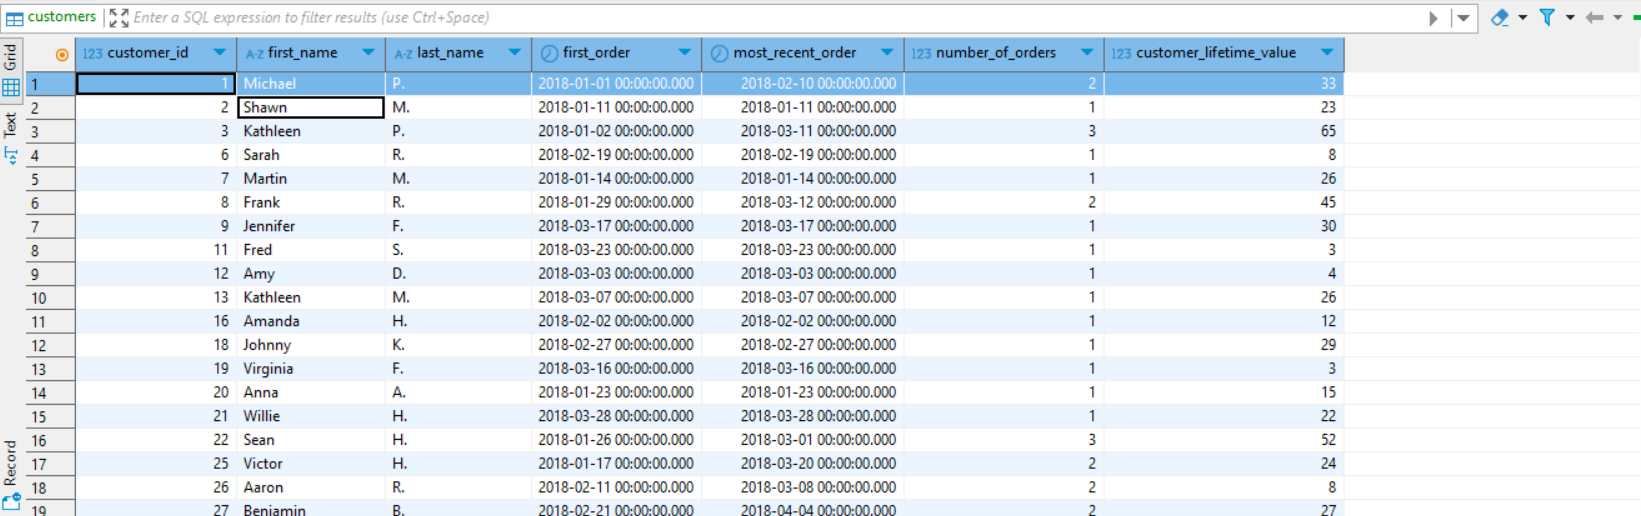 customers Enter a SQL expression to filter results (use Ctrl+Space)
Grid
Text
Record
123 customer_id A-Z first_name A-Z last_name first_order most_recent_order 123 number_of_orders 123 customer_lifetime_value
1 1 Michael P. 2018-01-01 00:00:00.000 2018-02-10 00:00:00.000 2 33
2 2 Shawn M. 2018-01-11 00:00:00.000 2018-01-11 00:00:00.000 1 23
3 3 Kathleen P. 2018-01-02 00:00:00.000 2018-03-11 00:00:00.000 3 65
4 6 Sarah R. 2018-02-19 00:00:00.000 2018-02-19 00:00:00.000 1 8
5 7 Martin M. 2018-01-14 00:00:00.000 2018-01-14 00:00:00.000 1 26
6 8 Frank R. 2018-01-29 00:00:00.000 2018-03-12 00:00:00.000 2 45
7 9 Jennifer F. 2018-03-17 00:00:00.000 2018-03-17 00:00:00.000 1 30
8 11 Fred S. 2018-03-23 00:00:00.000 2018-03-23 00:00:00.000 1 3
9 12 Amy D. 2018-03-03 00:00:00.000 2018-03-03 00:00:00.000 1 4
10 13 Kathleen M. 2018-03-07 00:00:00.000 2018-03-07 00:00:00.000 1 26
11 16 Amanda H. 2018-02-02 00:00:00.000 2018-02-02 00:00:00.000 1 12
12 18 Johnny K. 2018-02-27 00:00:00.000 2018-02-27 00:00:00.000 1 29
13 19 Virginia F. 2018-03-16 00:00:00.000 2018-03-16 00:00:00.000 1 3
14 20 Anna A. 2018-01-23 00:00:00.000 2018-01-23 00:00:00.000 1 15
15 21 Willie H. 2018-03-28 00:00:00.000 2018-03-28 00:00:00.000 1 22
16 22 Sean H. 2018-01-26 00:00:00.000 2018-03-01 00:00:00.000 3 52
17 25 Victor H. 2018-01-17 00:00:00.000 2018-03-20 00:00:00.000 2 24
18 26 Aaron R. 2018-02-11 00:00:00.000 2018-03-08 00:00:00.000 2 8
19 27 Benjamin B. 2018-02-21 00:00:00.000 2018-04-04 00:00:00.000 2 27